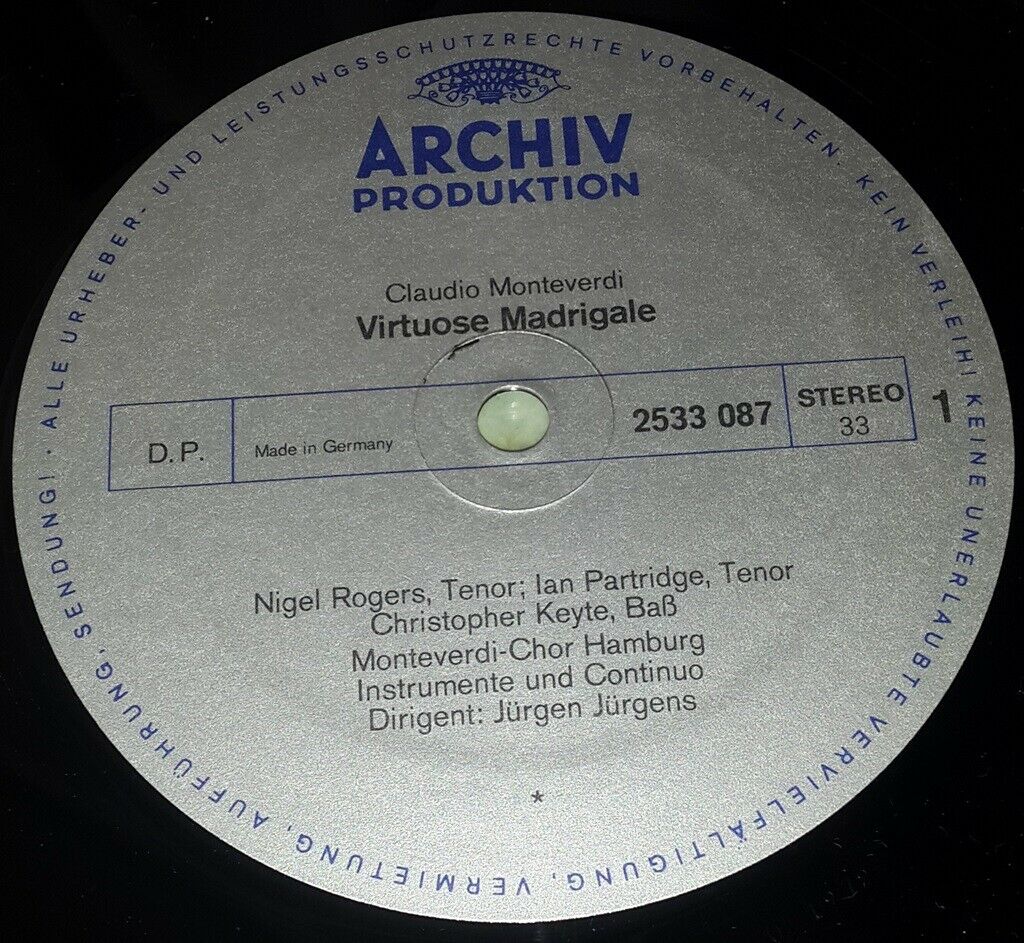 ARCHIV
PRODUKTION
Claudio Monteverdi
Virtuose Madrigale
D.P.
Made in Germany
2533 087
STEREO
33
1
Nigel Rogers, Tenor; Ian Partridge, Tenor
Christopher Keyte, Baß
Monteverdi-Chor Hamburg
Instrumente und Continuo
Dirigent: Jürgen Jürgens
*
· ALLE URHEBER- UND LEISTUNGSSCHUTZRECHTE VORBEHALTEN. KEIN VERLEIH! KEINE UNERLAUBTE VERVIELFÄLTIGUNG, VERMIETUNG, AUFFÜHRUNG, SENDUNG!